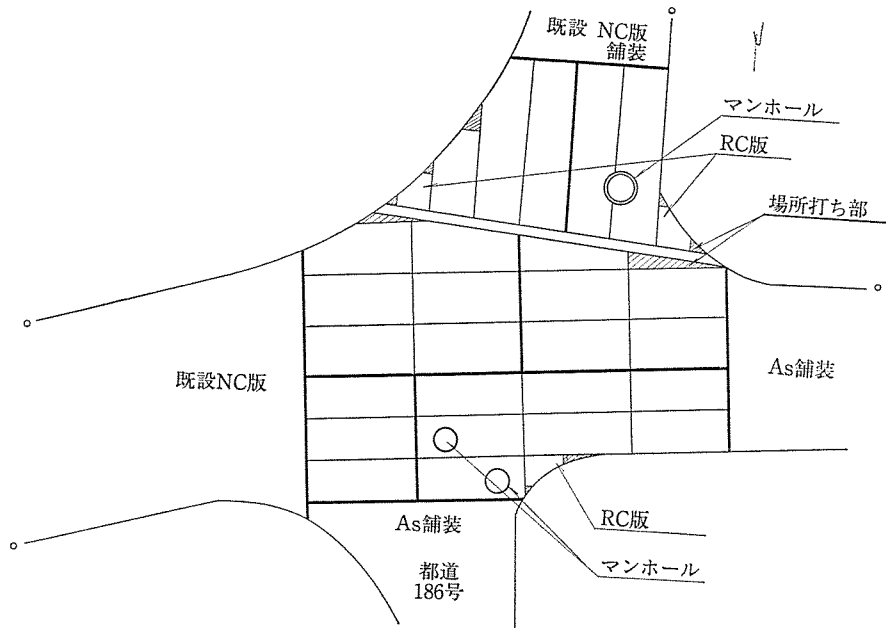 既設 NC版
舗装
マンホール
RC版
場所打ち部
既設NC版
As舗装
As舗装
RC版
都道
186号
マンホール